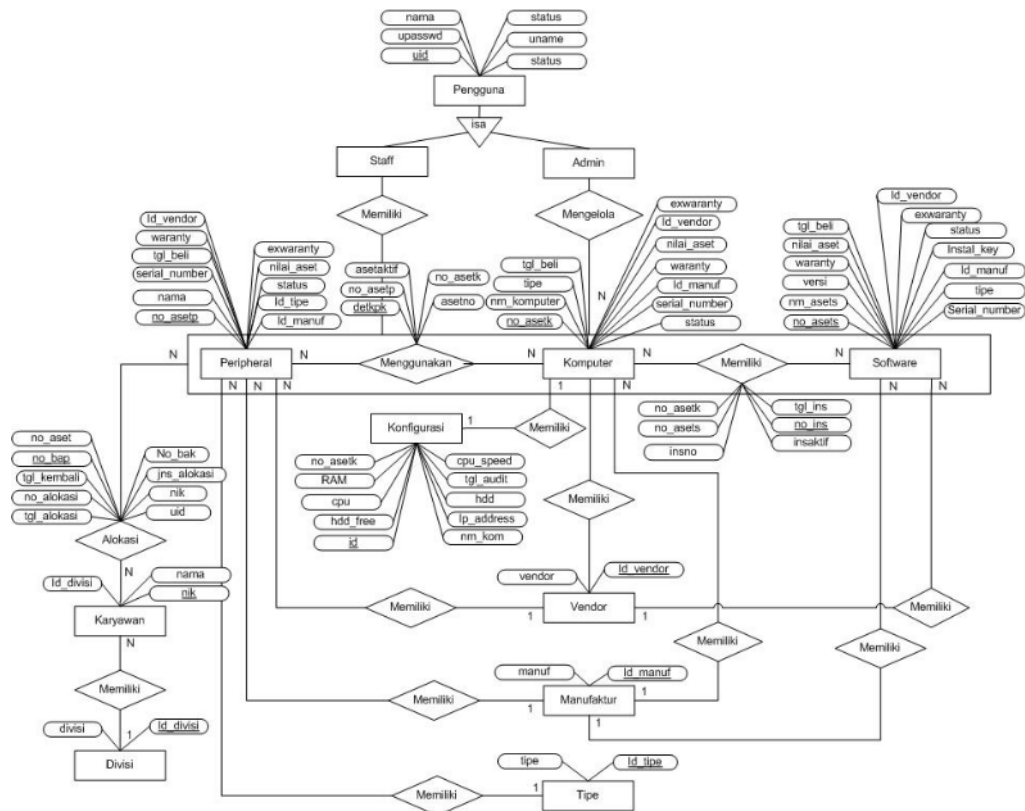 nama
status
upasswd
uname
uid
status
Pengguna
isa
Staff
Admin
Memiliki
Mengelola
Id_vendor
waranty
tgl_beli
serial_number
nama
no_asetp
exwaranty
nilai_aset
status
Id_tipe
Id_manuf
asetaktif
no_asetp
detkpk
no_asetk
asetno
tgl_beli
tipe
nm_komputer
no_asetk
exwaranty
Id_vendor
nilai_aset
waranty
Id_manuf
serial_number
status
N
tgl_beli
nilai_aset
waranty
versi
nm_asets
no_asets
Id_vendor
exwaranty
status
Instal_key
Id_manuf
tipe
Serial_number
N
Peripheral
N
Menggunakan
N
Komputer
N
Memiliki
N
Software
N
N
N
N
1
N
N
N
Konfigurasi
1
Memiliki
no_asetk
RAM
cpu
hdd_free
id
cpu_speed
tgl_audit
hdd
Ip_address
nm_kom
no_asetk
no_asets
insno
tgl_ins
no_ins
insaktif
no_aset
no_bap
tgl_kembali
no_alokasi
tgl_alokasi
No_bak
jns_alokasi
nik
uid
Alokasi
N
Memiliki
Id_divisi
nama
nik
Karyawan
N
vendor
Id_vendor
Memiliki
1
Vendor
1
Memiliki
Memiliki
Memiliki
Memiliki
manuf
Id_manuf
Memiliki
1
Manufaktur
1
1
divisi
1
Id_divisi
Divisi
tipe
Id_tipe
Memiliki
1
Tipe